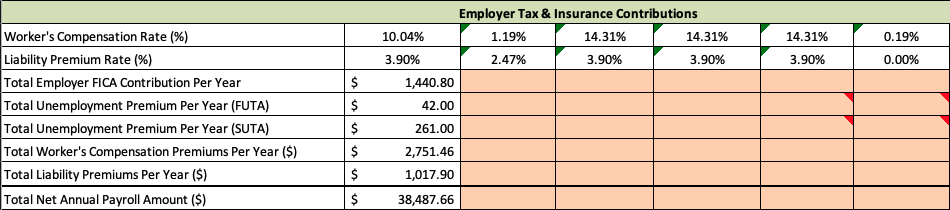 Employer Tax & Insurance Contributions
Worker's Compensation Rate (%) 10.04% 1.19% 14.31% 14.31% 14.31% 0.19%
Liability Premium Rate (%) 3.90% 2.47% 3.90% 3.90% 3.90% 0.00%
Total Employer FICA Contribution Per Year $ 1,440.80
Total Unemployment Premium Per Year (FUTA) $ 42.00
Total Unemployment Premium Per Year (SUTA) $ 261.00
Total Worker's Compensation Premiums Per Year ($) $ 2,751.46
Total Liability Premiums Per Year ($) $ 1,017.90
Total Net Annual Payroll Amount ($) $ 38,487.66